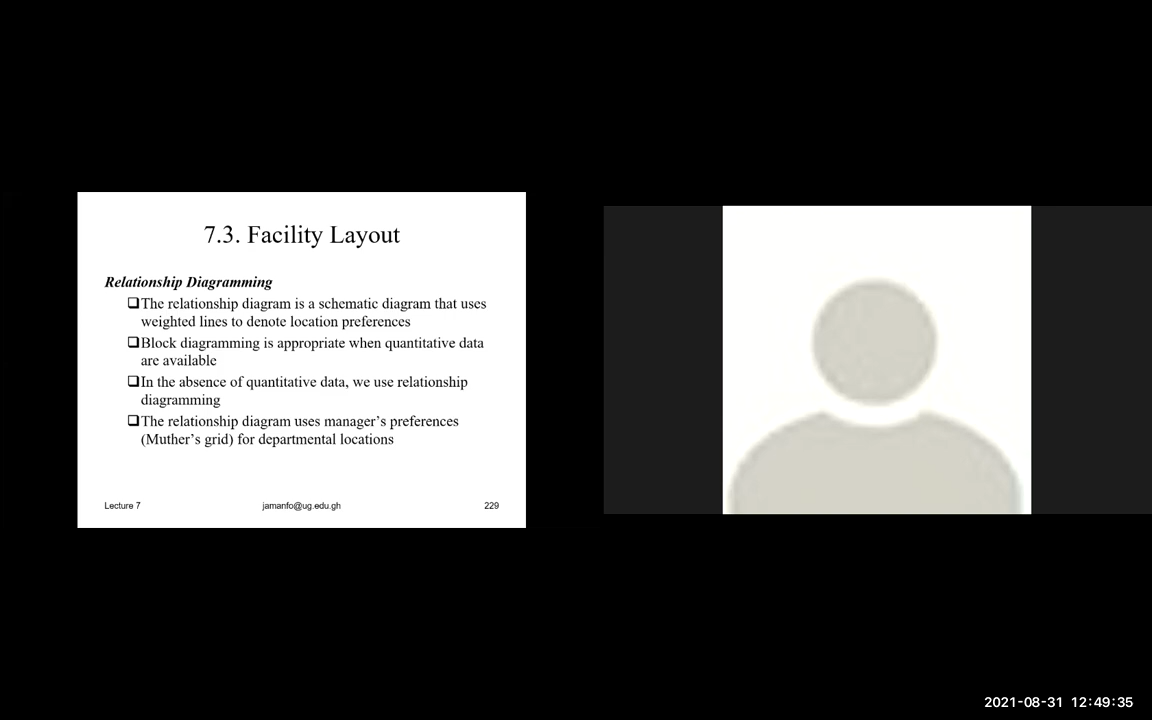 7.3. Facility Layout
Relationship Diagramming
❑The relationship diagram is a schematic diagram that uses
weighted lines to denote location preferences
❑Block diagramming is appropriate when quantitative data
are available
❑In the absence of quantitative data, we use relationship
diagramming
❑The relationship diagram uses manager’s preferences
(Muther’s grid) for departmental locations
Lecture 7 jamanfo@ug.edu.gh 229
2021-08-31 12:49:35